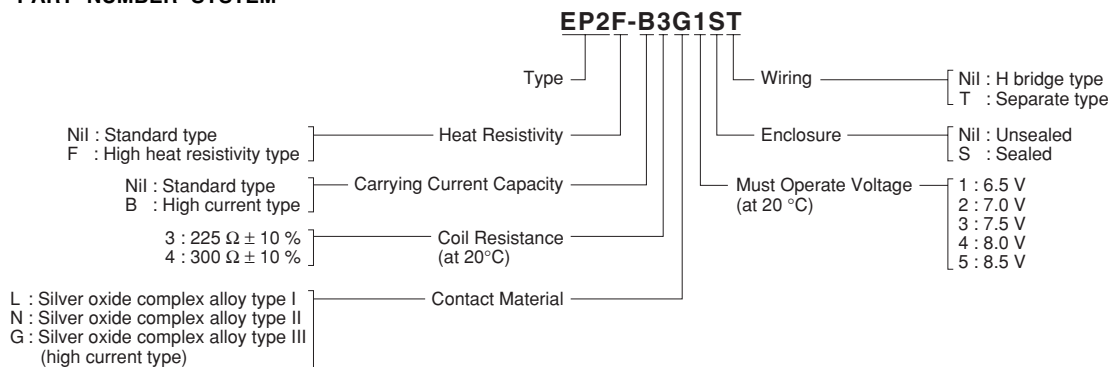 PART NUMBER SYSTEM
EP2F-B3G1ST
Type
Wiring
Nil : H bridge type
T : Separate type
Nil : Standard type
F : High heat resistivity type
Heat Resistivity
Enclosure
Nil : Unsealed
S : Sealed
Nil : Standard type
B : High current type
Carrying Current Capacity
Must Operate Voltage
(at 20 °C)
1 : 6.5 V
2 : 7.0 V
3 : 7.5 V
4 : 8.0 V
5 : 8.5 V
3 : 225 Ω ± 10 %
4 : 300 Ω ± 10 %
Coil Resistance
(at 20°C)
L : Silver oxide complex alloy type I
N : Silver oxide complex alloy type II
G : Silver oxide complex alloy type III
(high current type)
Contact Material